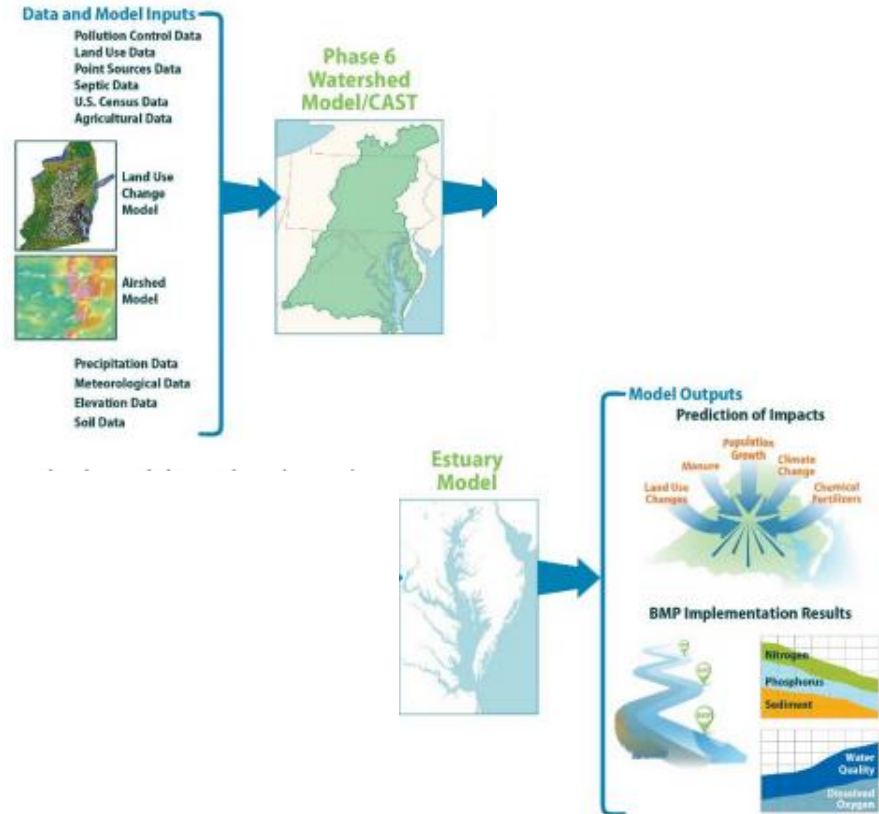 Data and Model Inputs
Pollution Control Data
Land Use Data
Point Sources Data
Septic Data
U.S. Census Data
Agricultural Data
Land Use
Change
Model
Airshed
Model
Precipitation Data
Meteorological Data
Elevation Data
Soil Data
Phase 6
Watershed
Model/CAST
Estuary
Model
Model Outputs
Prediction of Impacts
Population
Growth
Manure
Climate
Change
Land Use
Changes
Chemical
Fertilizers
BMP Implementation Results
Nitrogen
Phosphorus
Sediment
Water
Quality
Dissolved
Oxygen